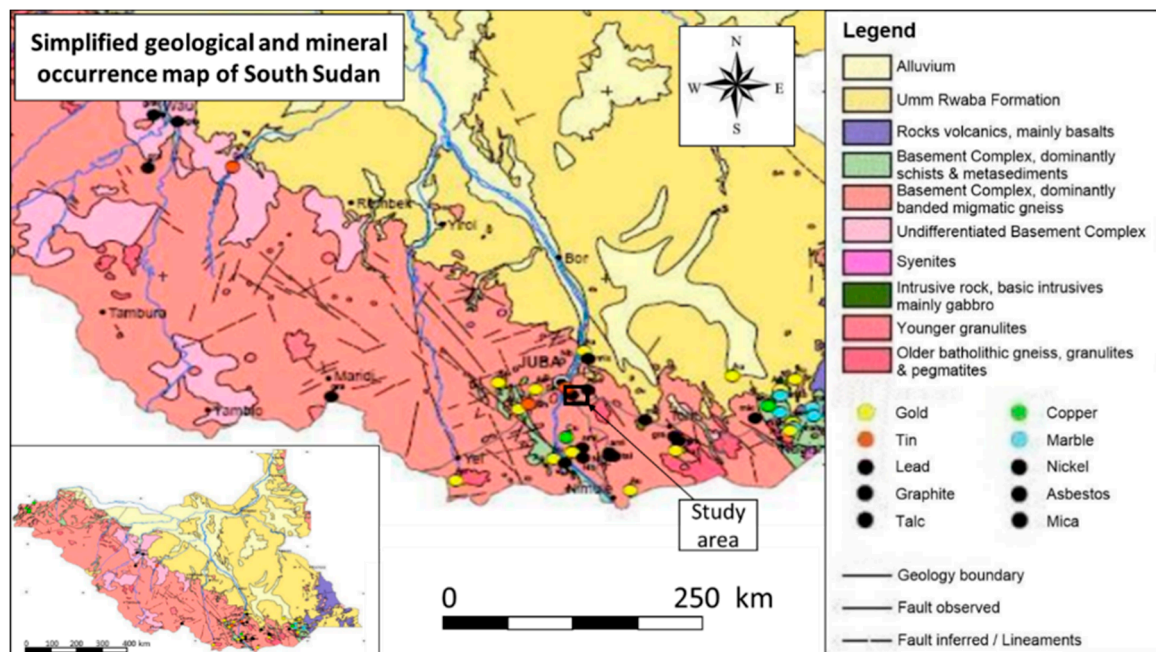 Simplified geological and mineral
occurrence map of South Sudan
N
W
E
S
Wau
Rumbek
Yirol
Bor
Tambura
JUBA
Maridi
Yambio
Yei
Nimule
Study
area
0
250 km
0 100 200 300 400 km
Legend
Alluvium
Umm Rwaba Formation
Rocks volcanics, mainly basalts
Basement Complex, dominantly
schists & metasediments
Basement Complex, dominantly
banded migmatic gneiss
Undifferentiated Basement Complex
Syenites
Intrusive rock, basic intrusives
mainly gabbro
Younger granulites
Older batholithic gneiss, granulites
& pegmatites
Gold
Copper
Tin
Marble
Lead
Nickel
Graphite
Asbestos
Talc
Mica
Geology boundary
Fault observed
Fault inferred / Lineaments